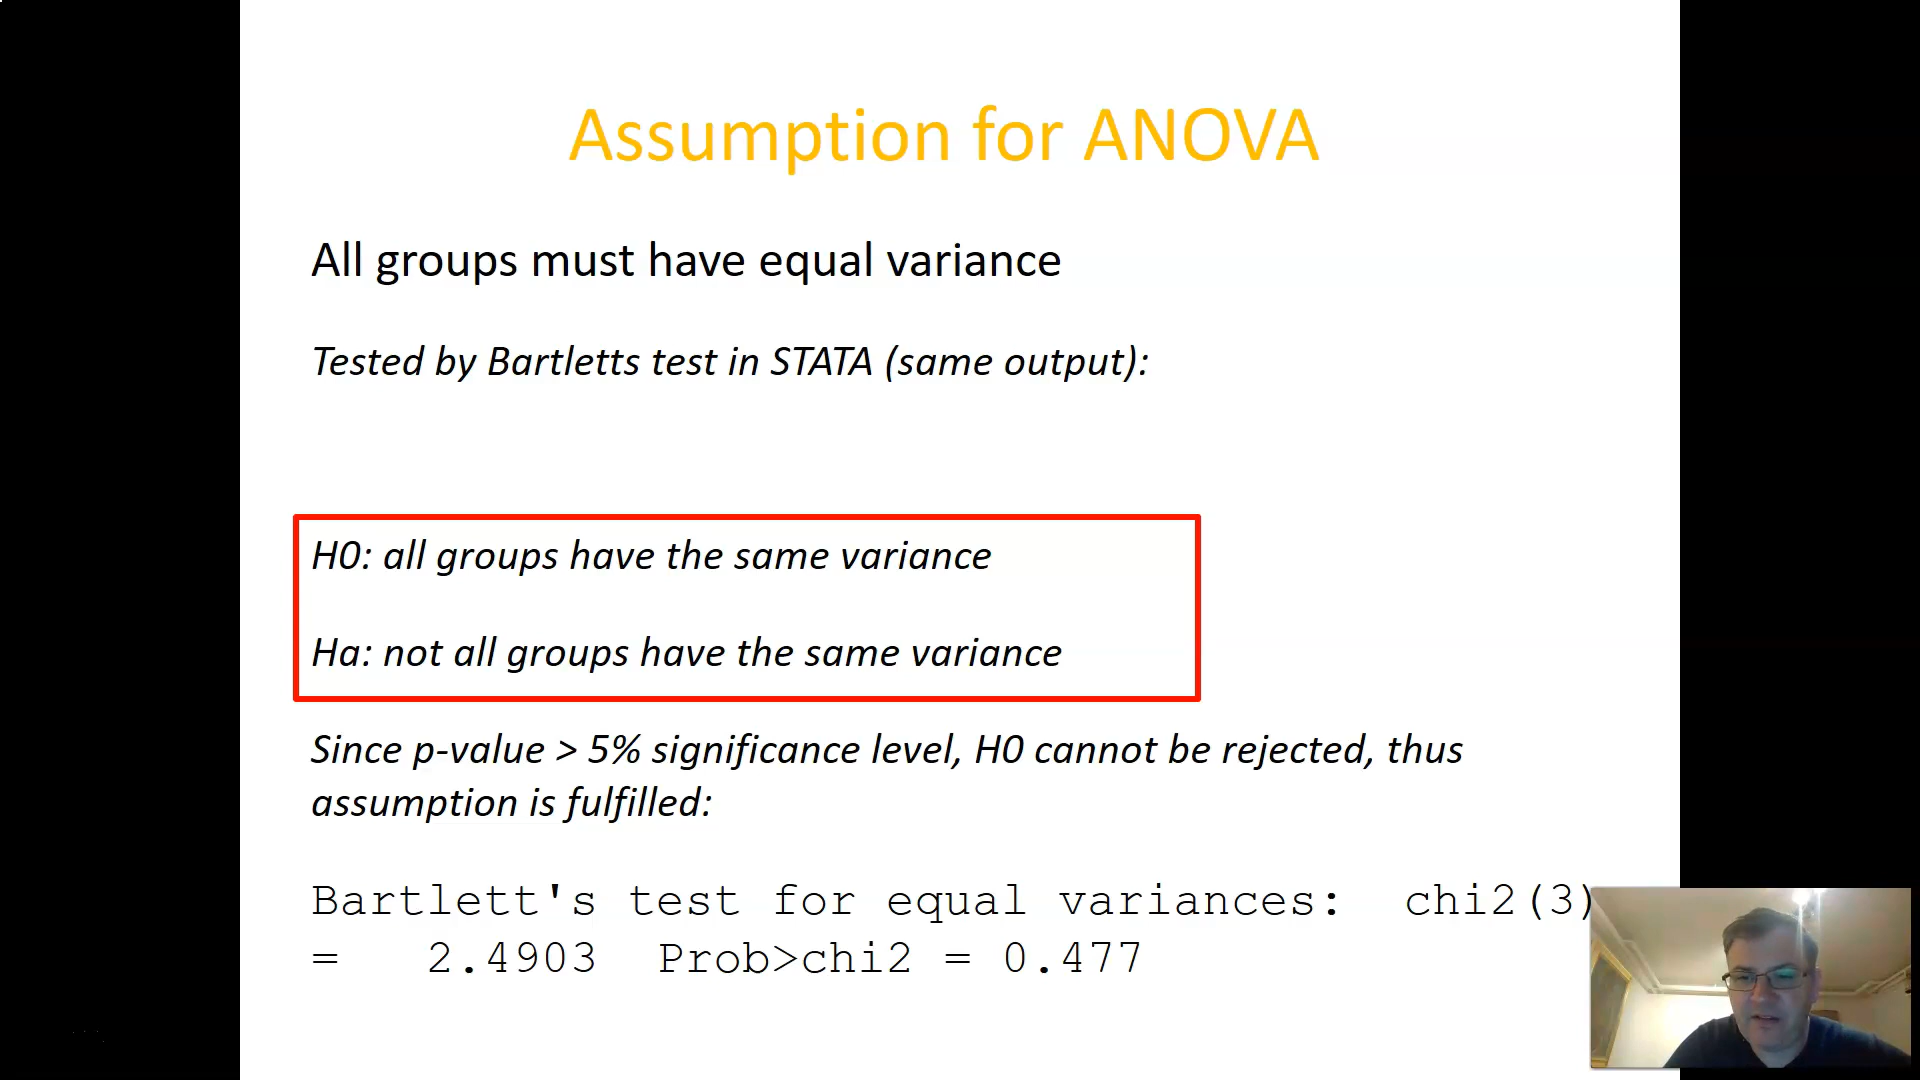 Assumption for ANOVA
All groups must have equal variance
Tested by Bartletts test in STATA (same output):
H0: all groups have the same variance
Ha: not all groups have the same variance
Since p-value > 5% significance level, H0 cannot be rejected, thus
assumption is fulfilled:
Bartlett's test for equal variances:  chi2(3)
=   2.4903  Prob>chi2 = 0.477